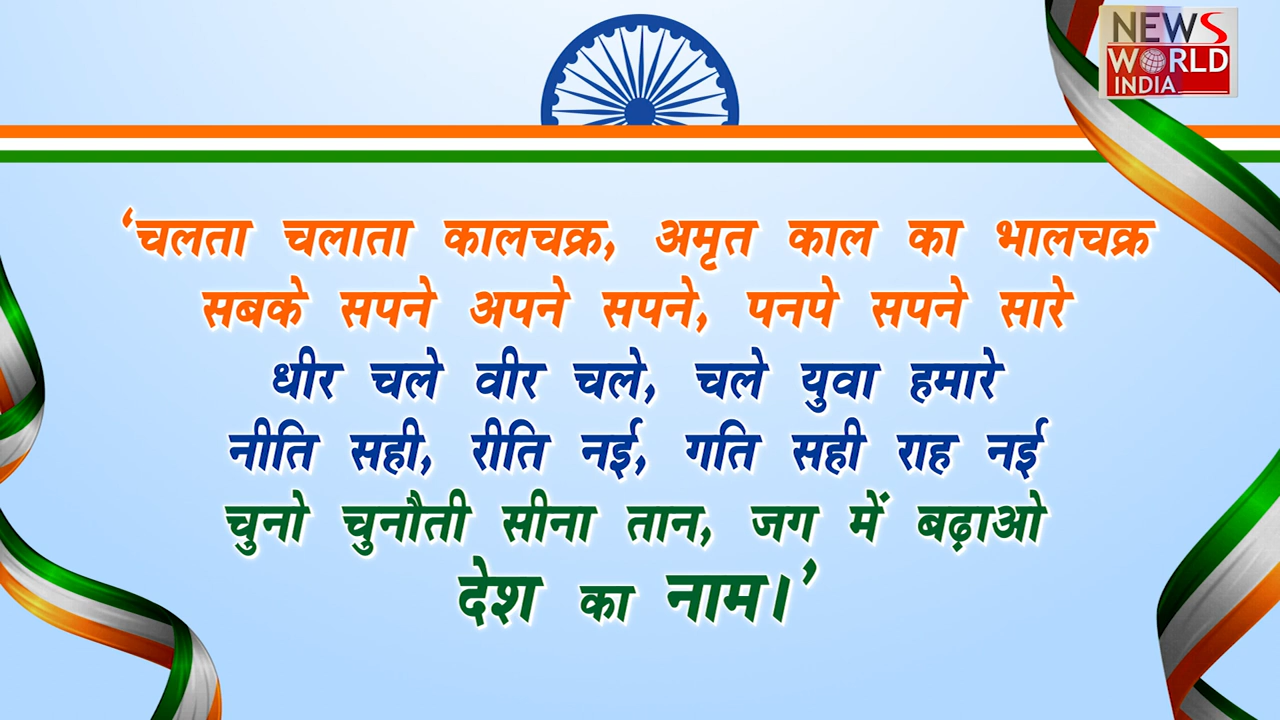 NEWS
WORLD
INDIA
‘चलता चलाता कालचक्र, अमृत काल का भालचक्र
सबके सपने अपने सपने, पनपे सपने सारे
धीर चले वीर चले, चले युवा हमारे
नीति सही, रीति नई, गति सही राह नई
चुनो चुनौती सीना तान, जग में बढ़ाओ
देश का नाम।’